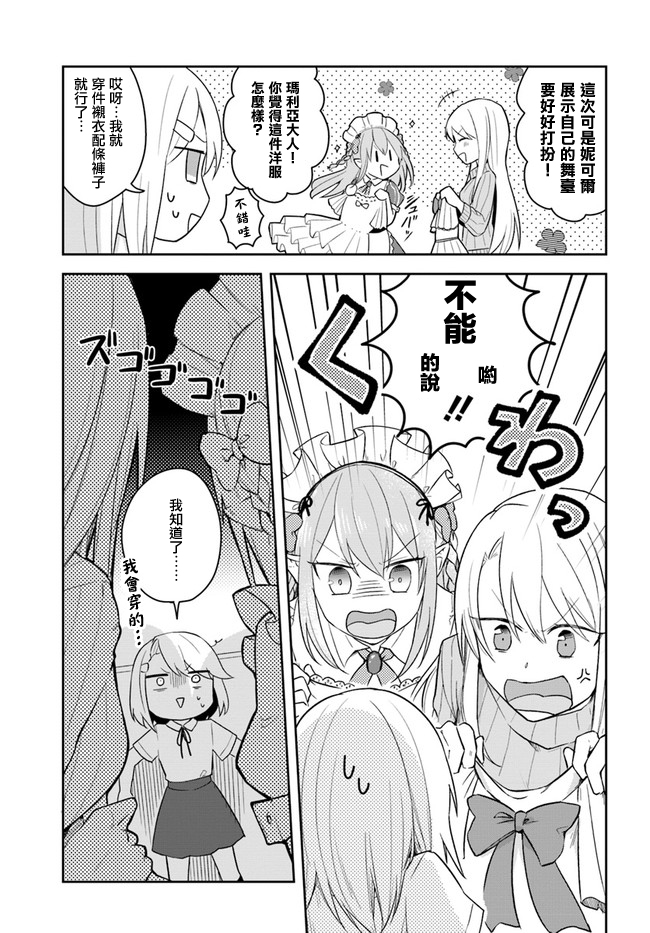 這次可是妮可爾
展示自己的舞臺
要好好打扮！
瑪利亞大人！
你覺得這件洋服
怎麼樣？
不錯哇
哎呀…我就
穿件襯衣配條褲子
就行了…
不能
喲
的說
!!
くわっ
ズゴゴゴゴ
我知
道了……
我會穿的…